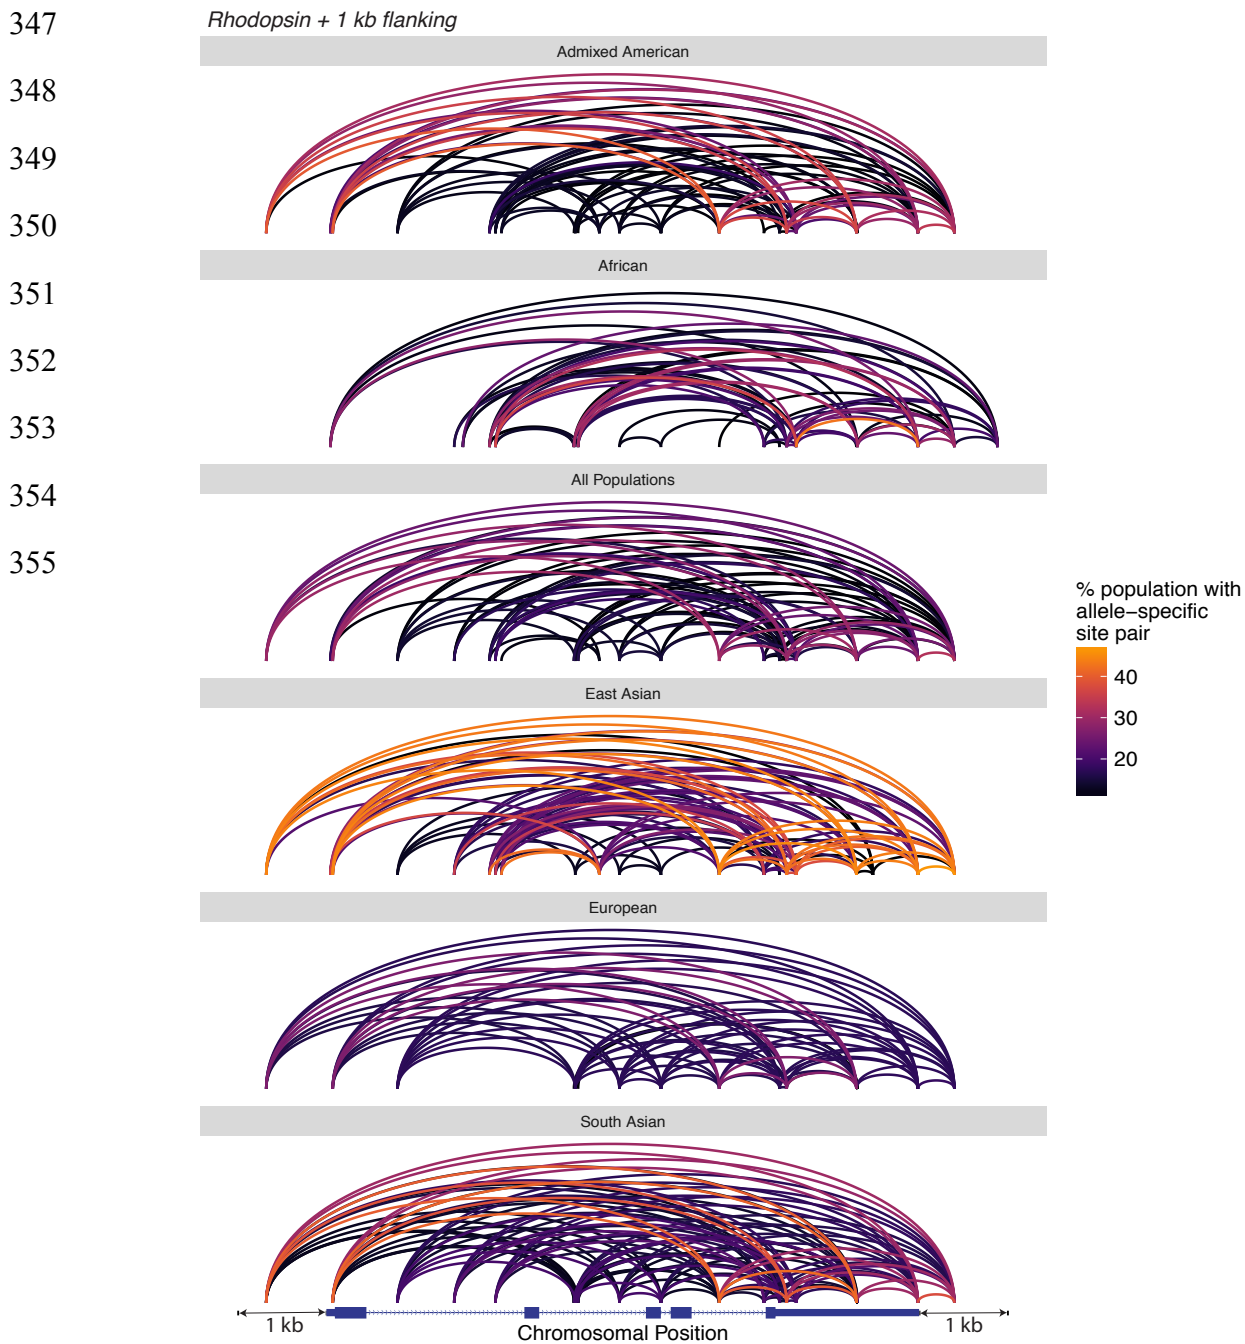 347
Rhodopsin + 1 kb flanking
Admixed American
348
349
350
African
351
352
353
All Populations
354
355
% population with
allele–specific
site pair
40
30
20
East Asian
European
South Asian
1 kb
1 kb
Chromosomal Position